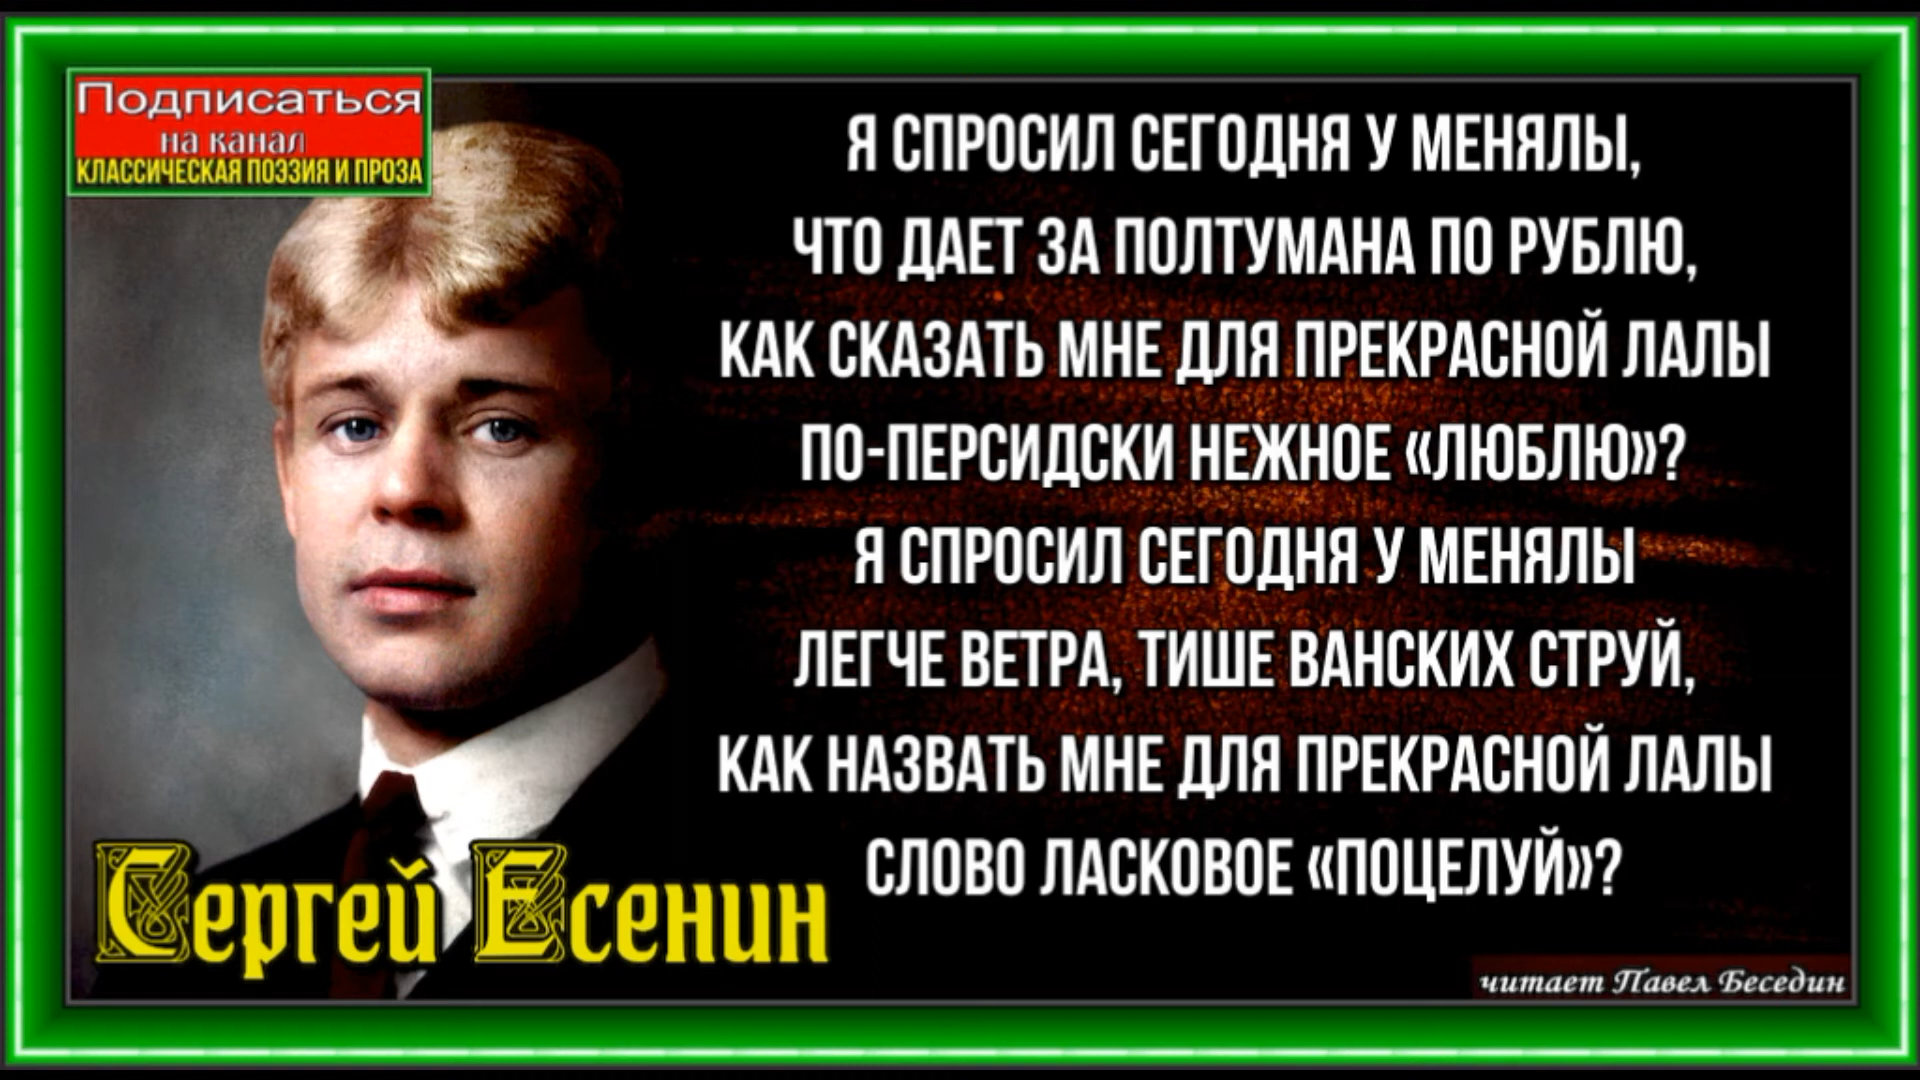 Подписаться
на канал
КЛАССИЧЕСКАЯ ПОЭЗИЯ И ПРОЗА
Я СПРОСИЛ СЕГОДНЯ У МЕНЯЛЫ,
ЧТО ДАЕТ ЗА ПОЛТУМАНА ПО РУБЛЮ,
КАК СКАЗАТЬ МНЕ ДЛЯ ПРЕКРАСНОЙ ЛАЛЫ
ПО-ПЕРСИДСКИ НЕЖНОЕ «ЛЮБЛЮ»?
Я СПРОСИЛ СЕГОДНЯ У МЕНЯЛЫ
ЛЕГЧЕ ВЕТРА, ТИШЕ ВАНСКИХ СТРУЙ,
КАК НАЗВАТЬ МНЕ ДЛЯ ПРЕКРАСНОЙ ЛАЛЫ
СЛОВО ЛАСКОВОЕ «ПОЦЕЛУЙ»?
Сергей Есенин
читает Павел Беседин